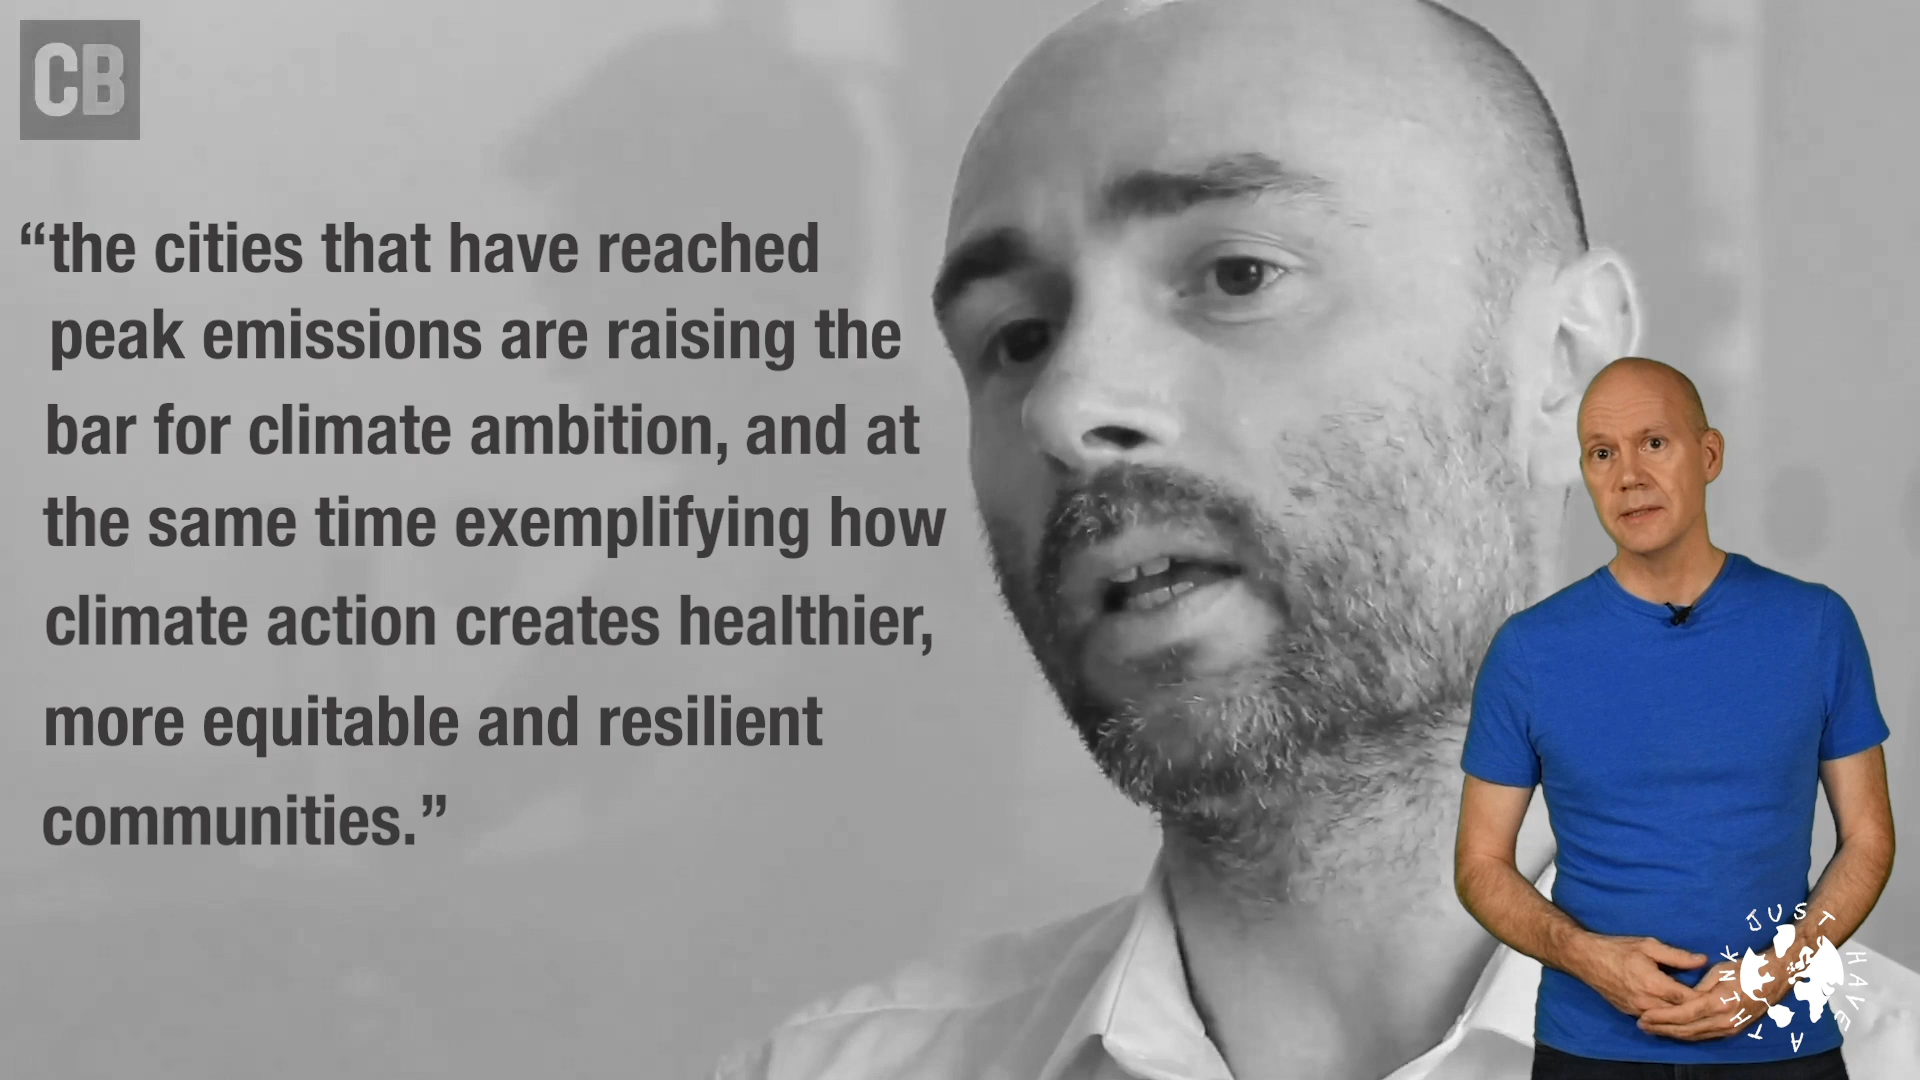 CB
“the cities that have reached
peak emissions are raising the
bar for climate ambition, and at
the same time exemplifying how
climate action creates healthier,
more equitable and resilient
communities.”
JUST HAVE A THINK